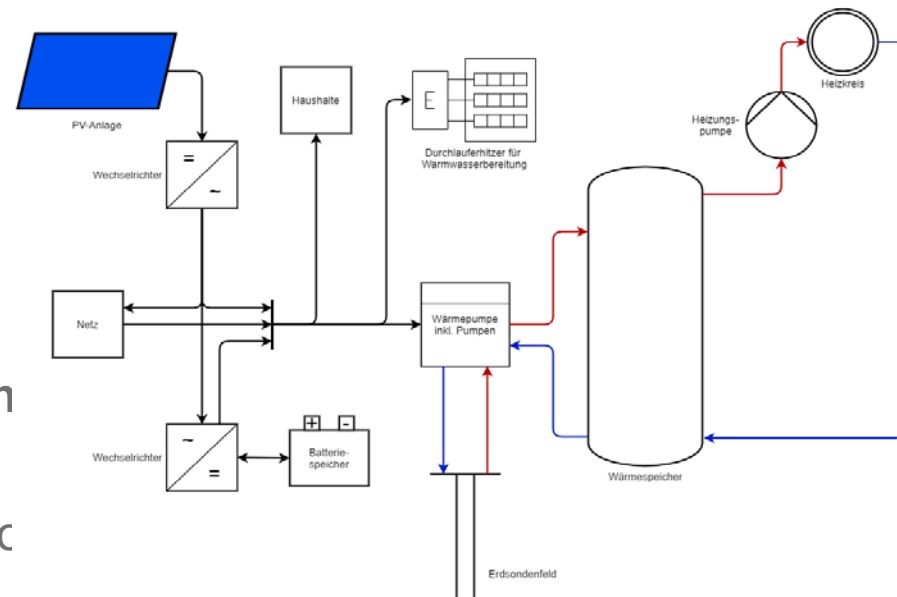 PV-Anlage
Wechselrichter
=
~
Haushalte
E
Durchlauferhitzer für
Warmwasserbereitung
Heizungs-
pumpe
Heizkreis
Netz
Wärmepumpe
inkl. Pumpen
Wechselrichter
~
=
+ -
Batterie-
speicher
Wärmespeicher
Erdsondenfeld